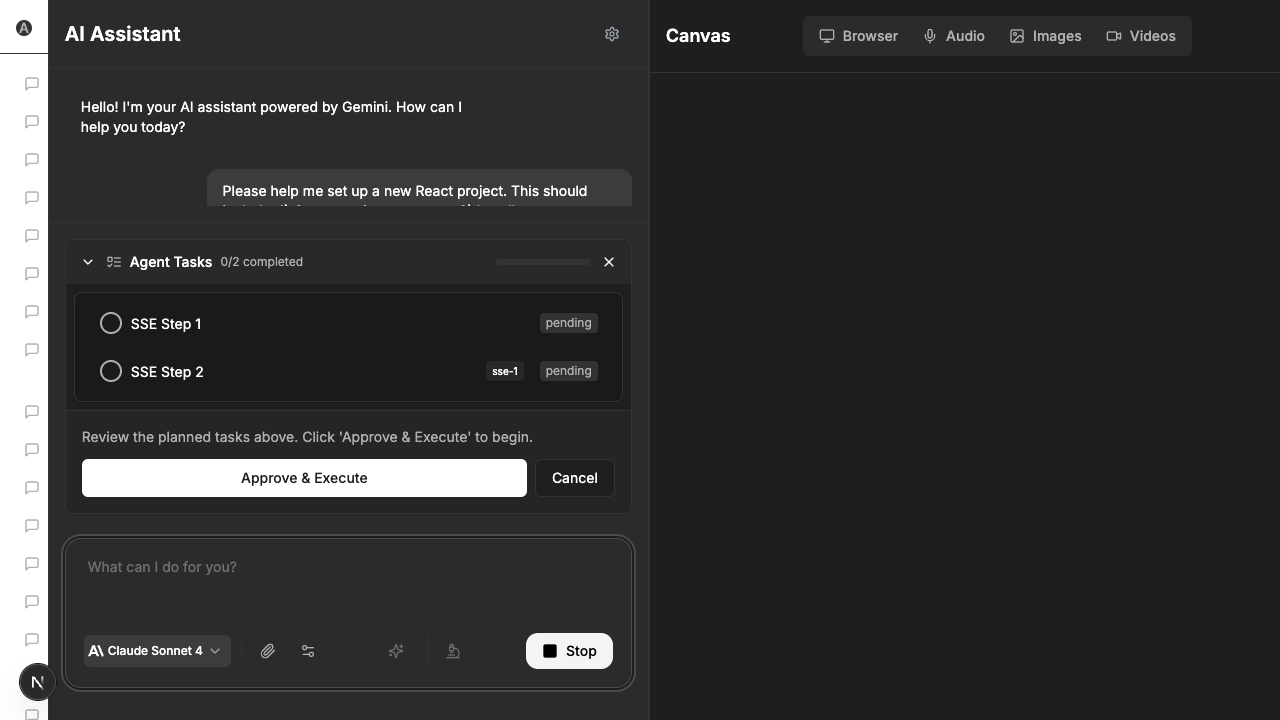 A
AI Assistant
Canvas
Browser
Audio
Images
Videos
Hello! I'm your AI assistant powered by Gemini. How can I
help you today?
Please help me set up a new React project. This should
Agent Tasks 0/2 completed
SSE Step 1 pending
SSE Step 2 sse-1 pending
Review the planned tasks above. Click 'Approve & Execute' to begin.
Approve & Execute
Cancel
What can I do for you?
Claude Sonnet 4
Stop
N